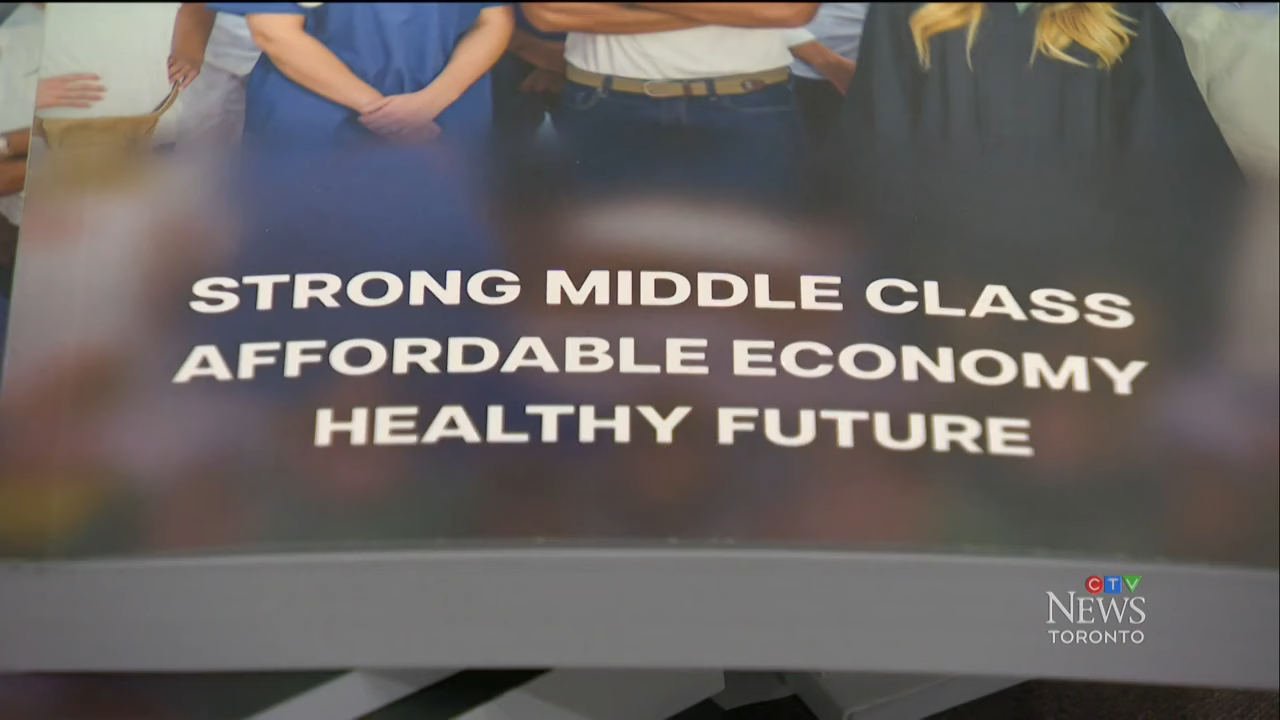 STRONG MIDDLE CLASS
AFFORDABLE ECONOMY
HEALTHY FUTURE
CTV
NEWS
TORONTO